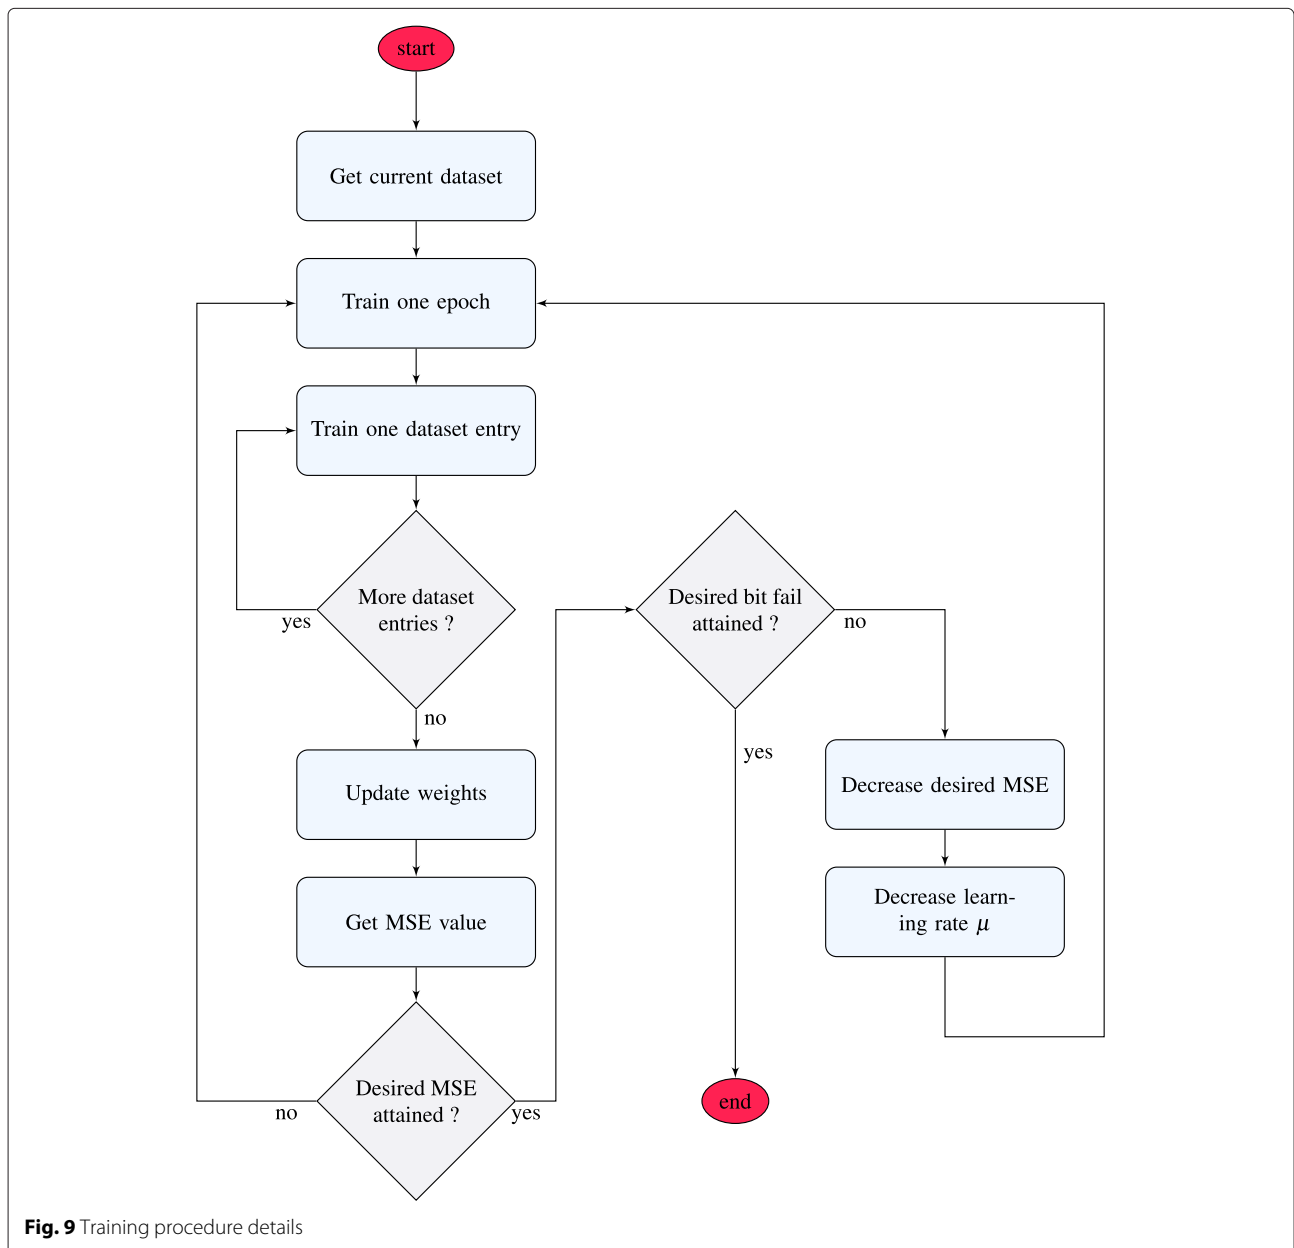 start
Get current dataset
Train one epoch
Train one dataset entry
More dataset
entries ?
yes
no
Update weights
Get MSE value
Desired MSE
attained ?
no
yes
Desired bit fail
attained ?
no
yes
Decrease desired MSE
Decrease learn-
ing rate μ
end
Fig. 9 Training procedure details